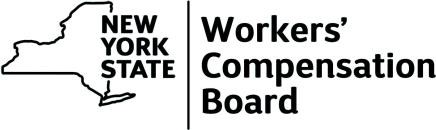 NEW
YORK
STATE
Workers’
Compensation
Board